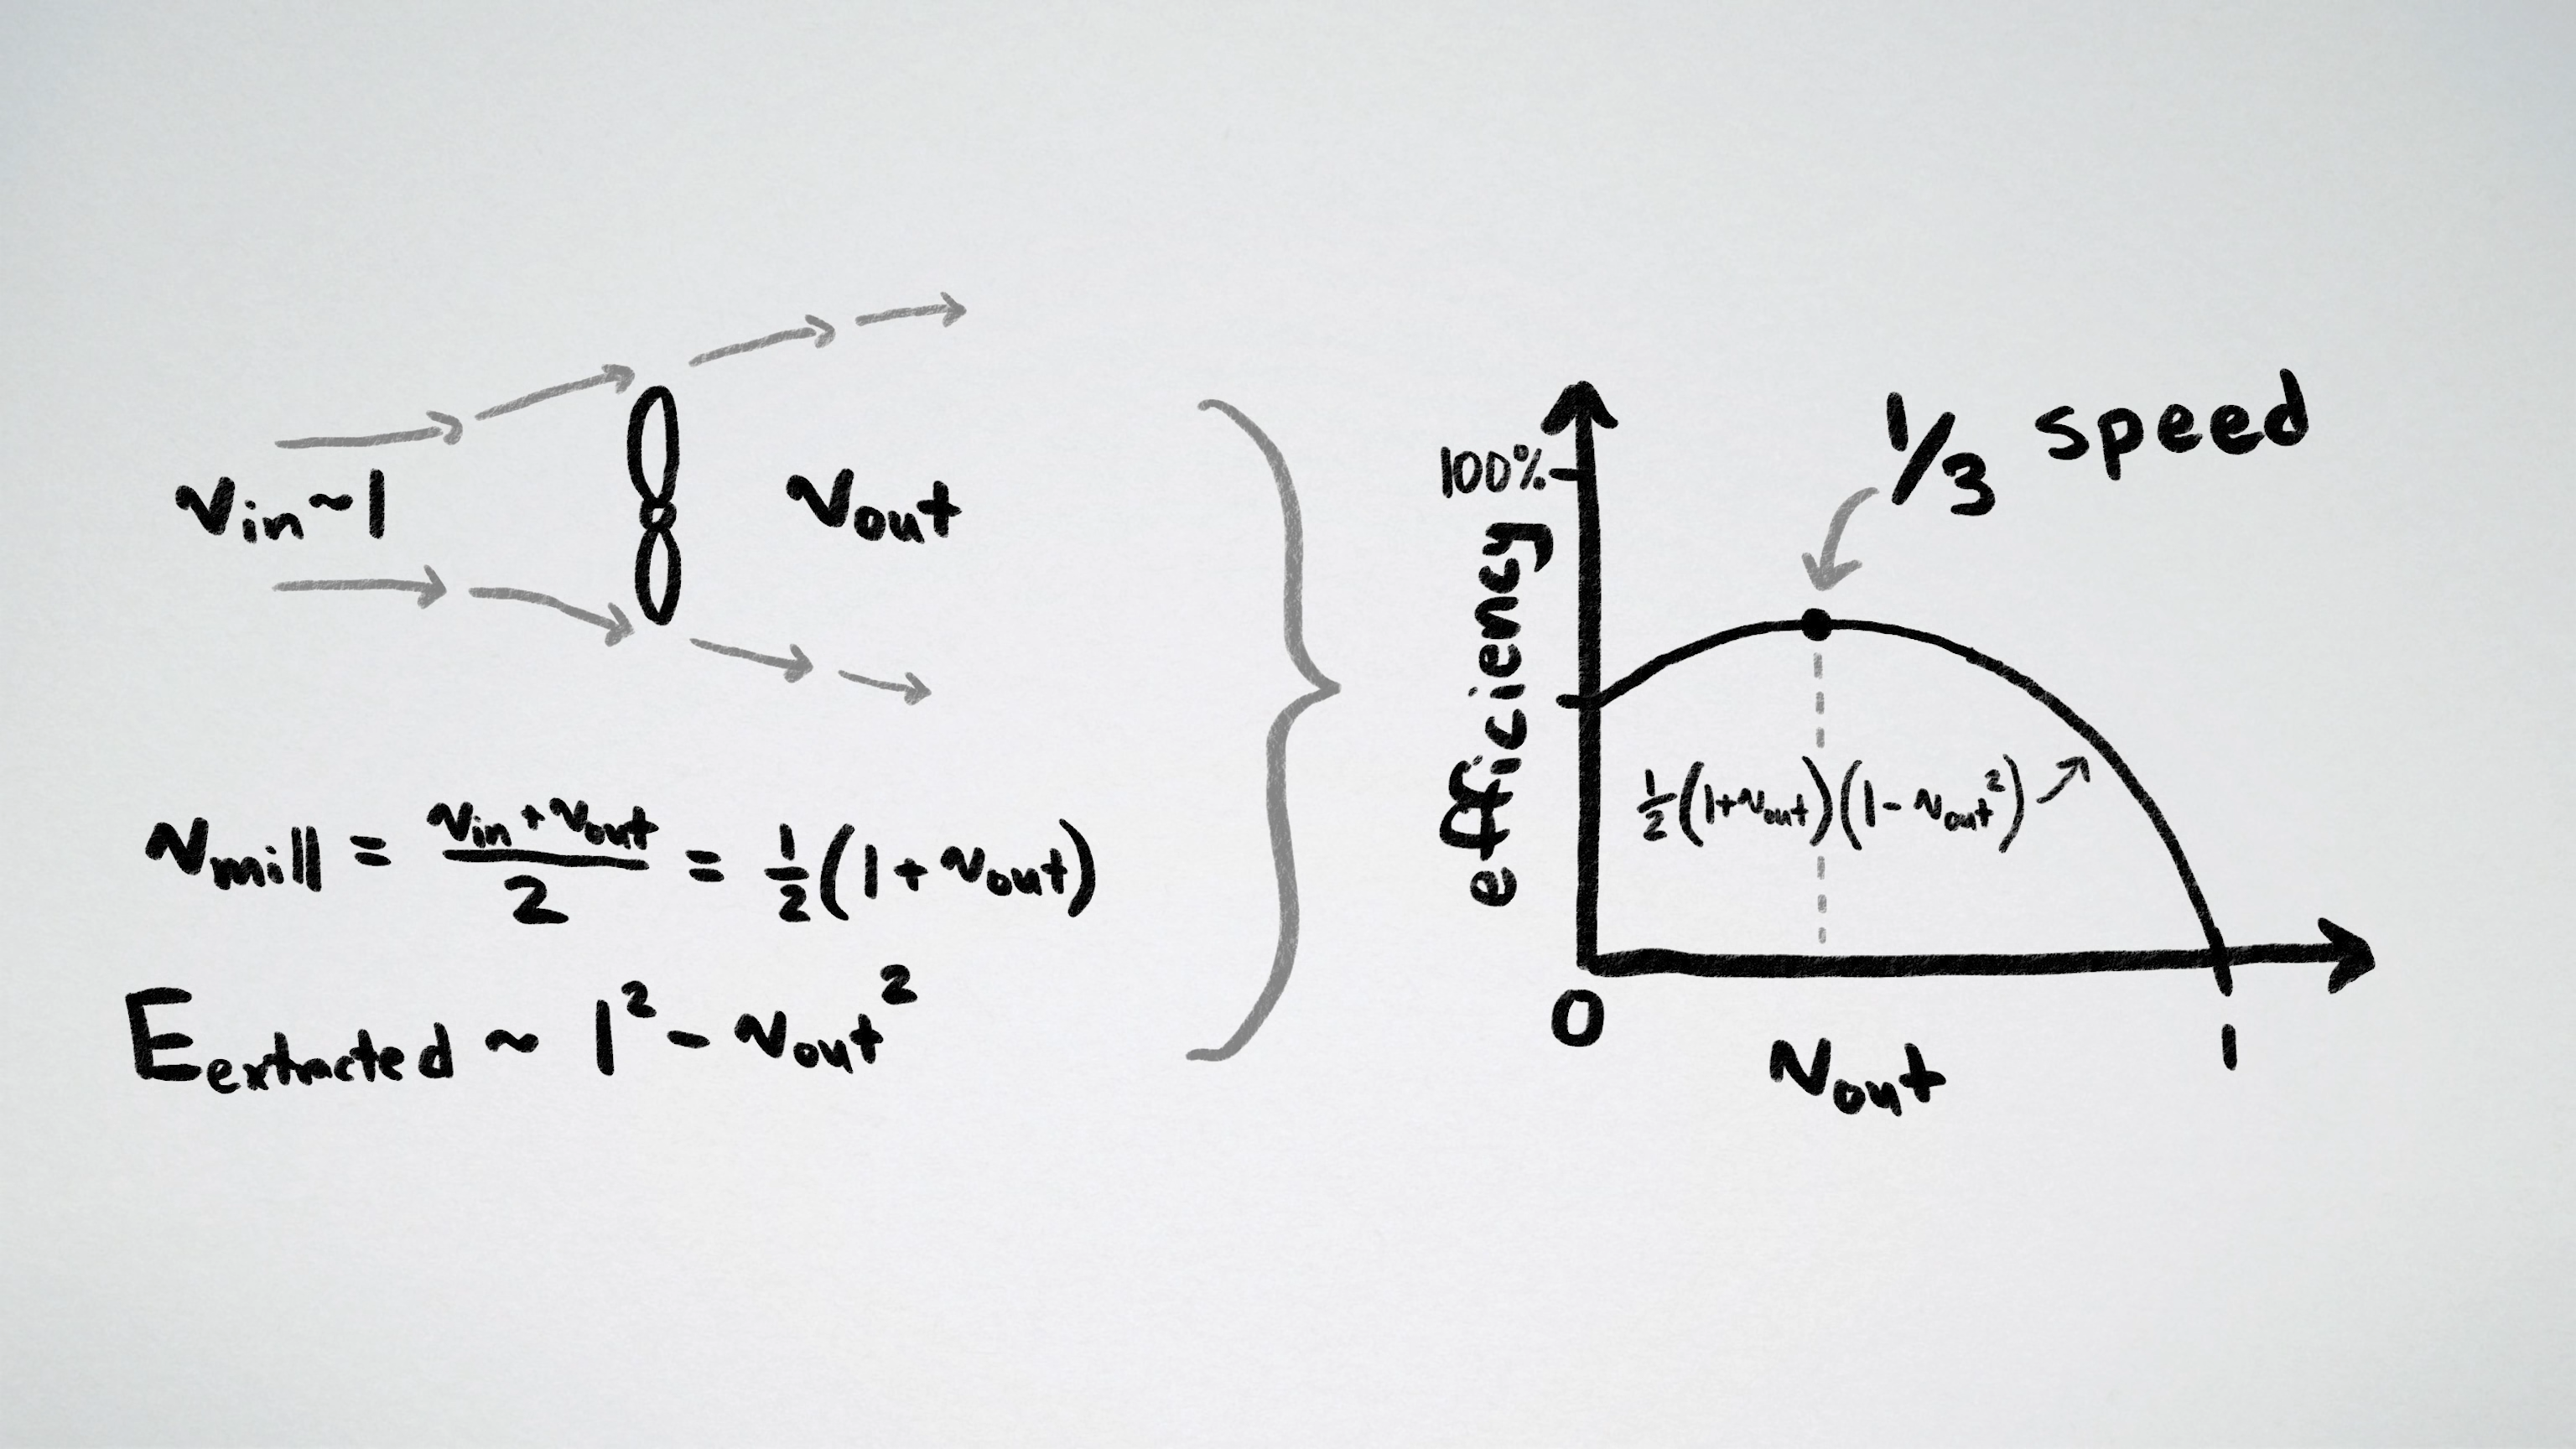 v_in ~ 1
v_out
v_mill = (v_in + v_out)/2 = ½(1 + v_out)
E_extracted ~ 1² - v_out²
1/3 speed
100%
efficiency
½(1+v_out)(1-v_out²)
0
v_out
1